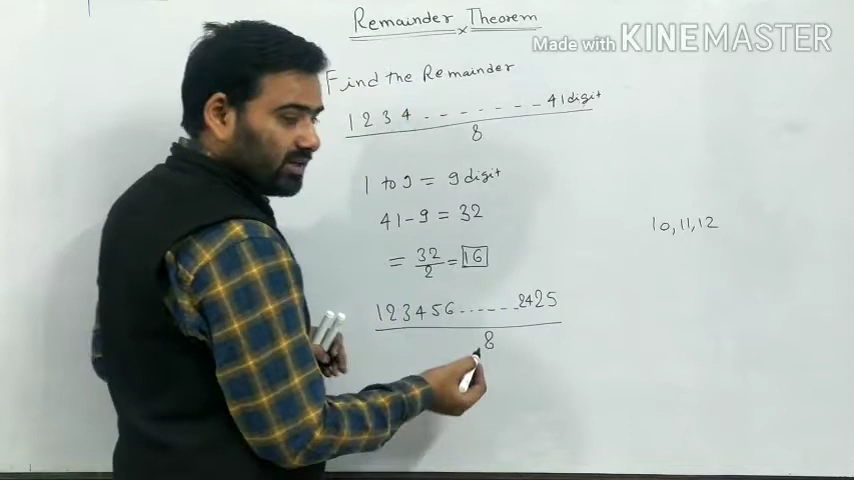 Remainder Theorem
x
Made with KINEMASTER
Find the Remainder
1 2 3 4 - - - - - - - - 41 digit
8
1 to 9 = 9 digit
41-9 = 32
10, 11, 12
= 32/2 = 16
123456......2425
8